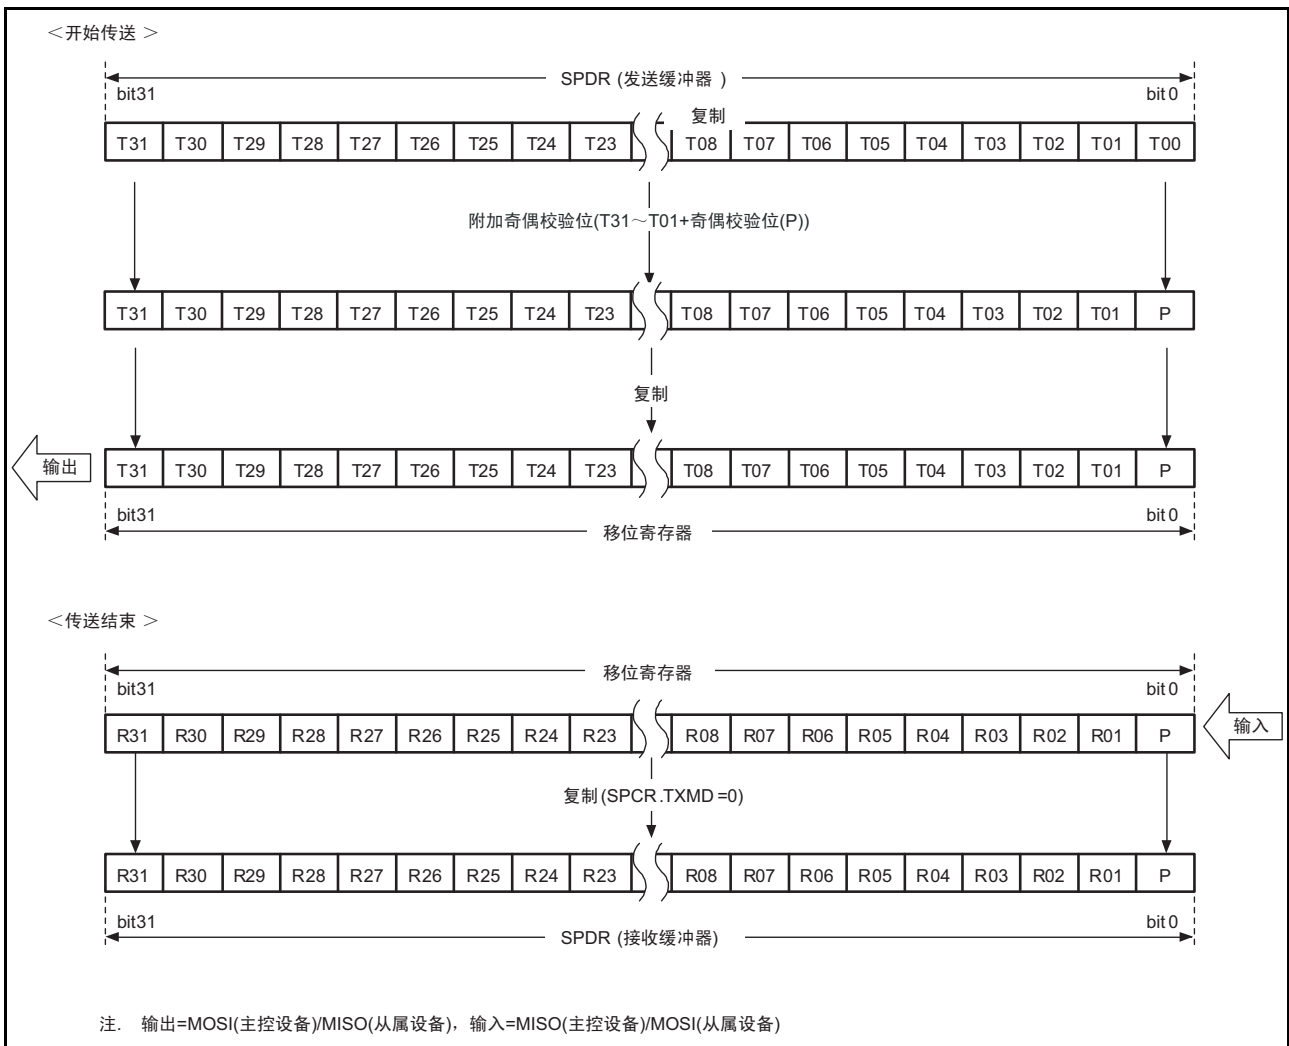 ＜开始传送 ＞
SPDR (发送缓冲器 )
bit31 bit 0
复制
T31 T30 T29 T28 T27 T26 T25 T24 T23 T08 T07 T06 T05 T04 T03 T02 T01 T00
附加奇偶校验位(T31～T01+奇偶校验位(P))
T31 T30 T29 T28 T27 T26 T25 T24 T23 T08 T07 T06 T05 T04 T03 T02 T01 P
复制
输出 T31 T30 T29 T28 T27 T26 T25 T24 T23 T08 T07 T06 T05 T04 T03 T02 T01 P
bit31 bit 0
移位寄存器
＜传送结束 ＞
移位寄存器
bit31 bit 0
R31 R30 R29 R28 R27 R26 R25 R24 R23 R08 R07 R06 R05 R04 R03 R02 R01 P 输入
复制(SPCR.TXMD=0)
R31 R30 R29 R28 R27 R26 R25 R24 R23 R08 R07 R06 R05 R04 R03 R02 R01 P
bit31 bit 0
SPDR (接收缓冲器)
注. 输出=MOSI(主控设备)/MISO(从属设备)，输入=MISO(主控设备)/MOSI(从属设备)